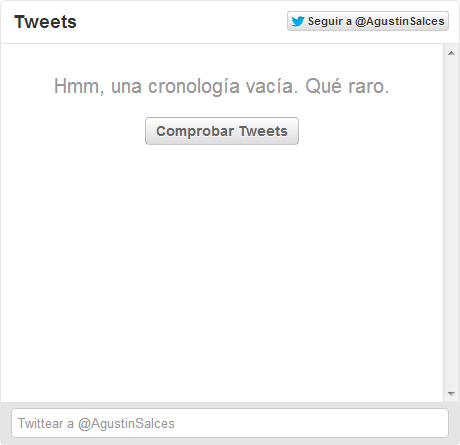 Tweets
Seguir a @AgustinSalces
Hmm, una cronología vacía. Qué raro.
Comprobar Tweets
Twittear a @AgustinSalces